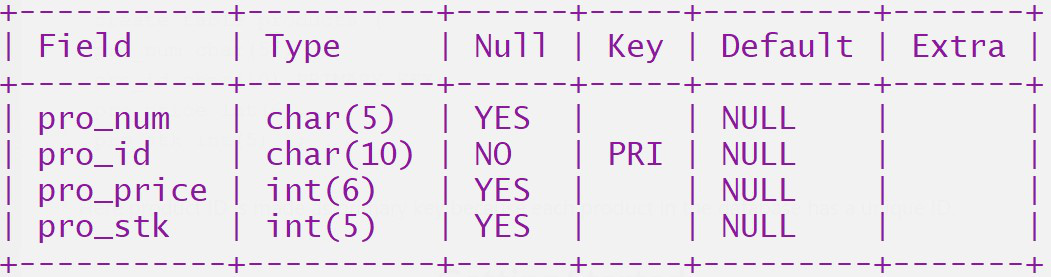 +-----------+----------+------+-----+---------+-------+
| Field     | Type     | Null | Key | Default | Extra |
+-----------+----------+------+-----+---------+-------+
| pro_num   | char(5)  | YES  |     | NULL    |       |
| pro_id    | char(10) | NO   | PRI | NULL    |       |
| pro_price | int(6)   | YES  |     | NULL    |       |
| pro_stk   | int(5)   | YES  |     | NULL    |       |
+-----------+----------+------+-----+---------+-------+